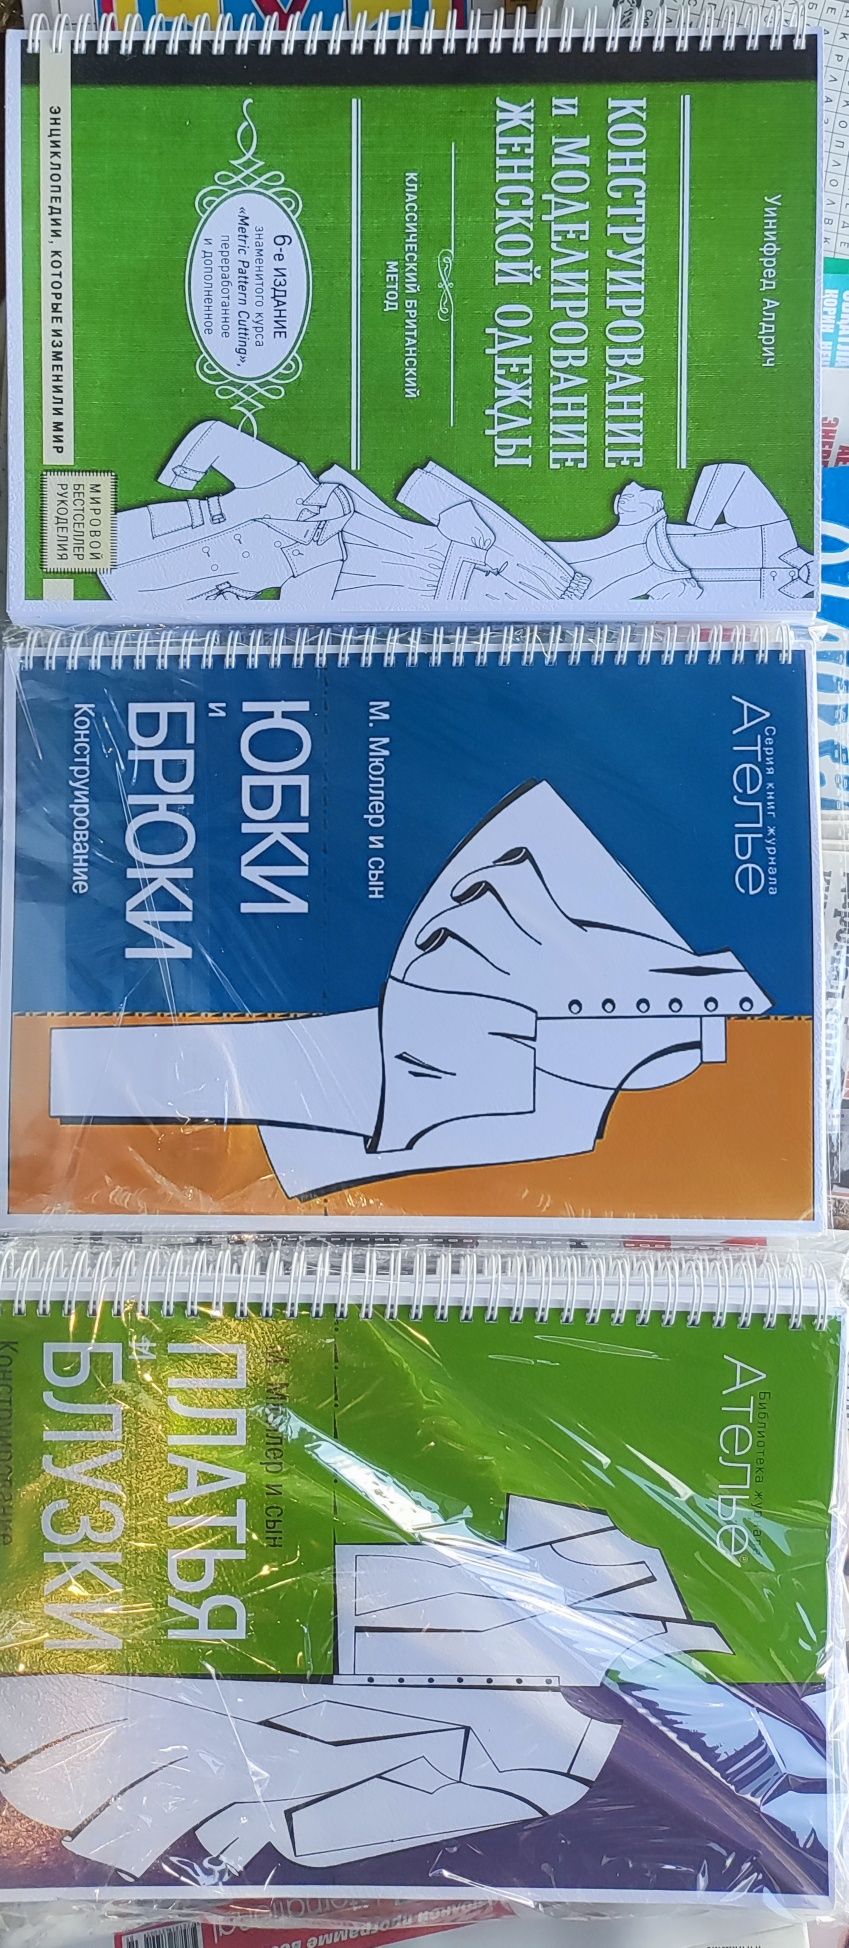 Уинифред Алдрич
КОНСТРУИРОВАНИЕ
и МОДЕЛИРОВАНИЕ
ЖЕНСКОЙ ОДЕЖДЫ
КЛАССИЧЕСКИЙ БРИТАНСКИЙ
МЕТОД
6-е ИЗДАНИЕ
знаменитого курса
«Metric Pattern Cutting»,
переработанное
и дополненное
ЭНЦИКЛОПЕДИИ, КОТОРЫЕ ИЗМЕНИЛИ МИР
МИРОВОЙ
БЕСТСЕЛЛЕР
РУКОДЕЛИЯ
Серия книг журнала
Ателье
М. Мюллер и сын
ЮБКИ
и
БРЮКИ
Конструирование
Библиотека журнала
Ателье®
М. Мюллер и сын
ПЛАТЬЯ
и
БЛУЗКИ
Конструирование